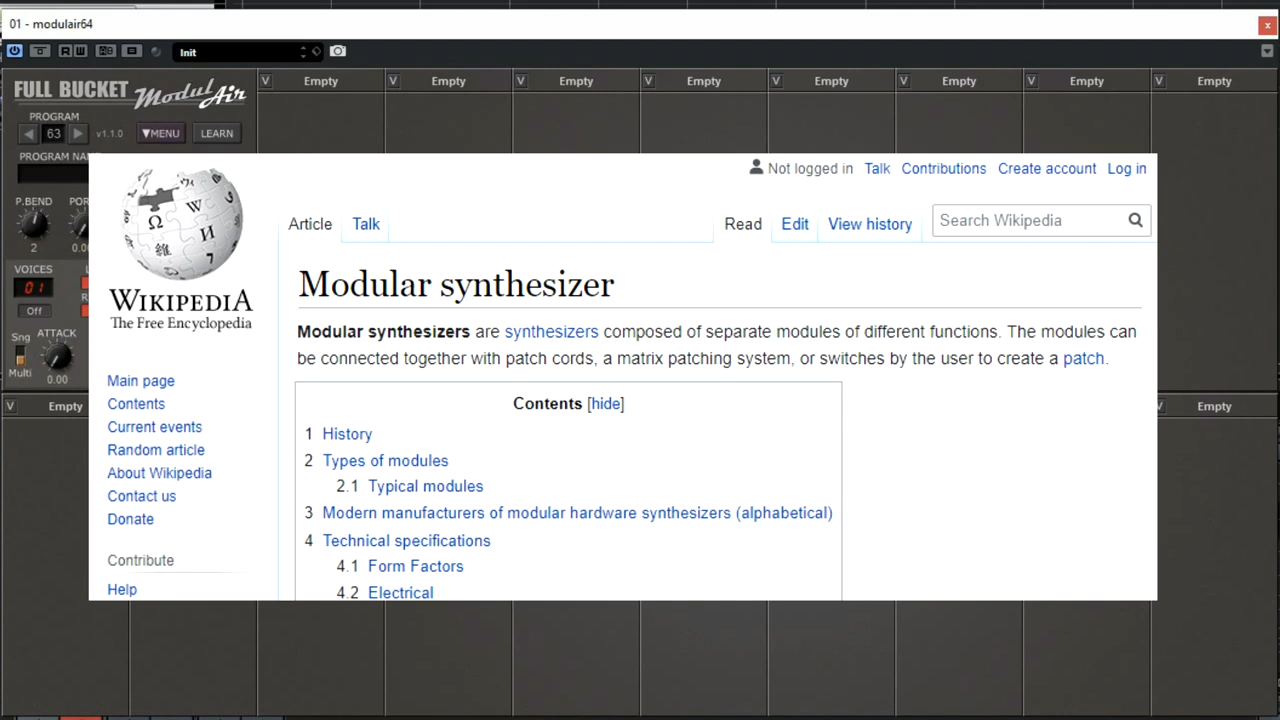 01 - modulair64
Init
FULL BUCKET ModulAir
V Empty V Empty V Empty V Empty V Empty V Empty V Empty V Empty
PROGRAM
63 v1.1.0 ▼MENU LEARN
PROGRAM
P.BEND
2 0.00
VOICES
01
Off
ATTACK
Sng
Multi
0.00
V Empty
V Empty
Not logged in Talk Contributions Create account Log in
Article Talk Read Edit View history Search Wikipedia
WIKIPEDIA
The Free Encyclopedia
Main page
Contents
Current events
Random article
About Wikipedia
Contact us
Donate
Contribute
Help
Modular synthesizer
Modular synthesizers are synthesizers composed of separate modules of different functions. The modules can
be connected together with patch cords, a matrix patching system, or switches by the user to create a patch.
Contents [hide]
1 History
2 Types of modules
2.1 Typical modules
3 Modern manufacturers of modular hardware synthesizers (alphabetical)
4 Technical specifications
4.1 Form Factors
4.2 Electrical